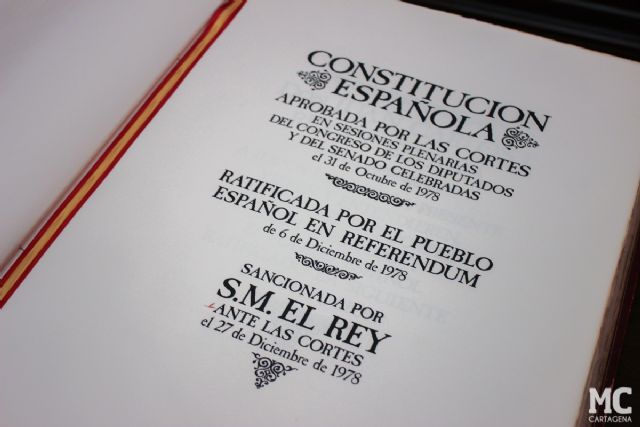 CONSTITUCION
ESPAÑOLA
APROBADA POR LAS CORTES
EN SESIONES PLENARIAS
DEL CONGRESO DE LOS DIPUTADOS
Y DEL SENADO CELEBRADAS
el 31 de Octubre de 1978
RATIFICADA POR EL PUEBLO
ESPAÑOL EN REFERENDUM
de 6 de Diciembre de 1978
SANCIONADA POR
S.M. EL REY
ANTE LAS CORTES
el 27 de Diciembre de 1978
MC
CARTAGENA